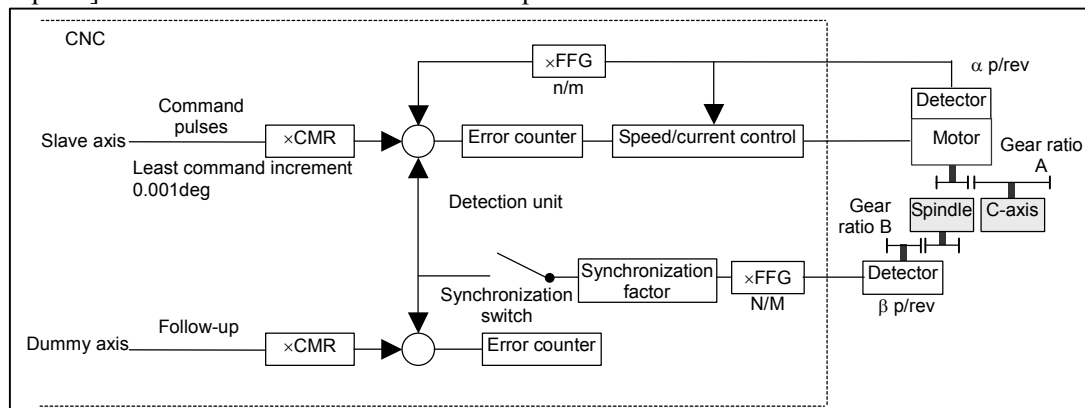 CNC
×FFG
n/m
α p/rev
Detector
Motor
Command
pulses
Slave axis
×CMR
Error counter
Speed/current control
Least command increment
0.001deg
Gear ratio
A
Detection unit
Gear
ratio B
Spindle
C-axis
Synchronization
factor
×FFG
N/M
Detector
β p/rev
Synchronization
switch
Follow-up
Dummy axis
×CMR
Error counter